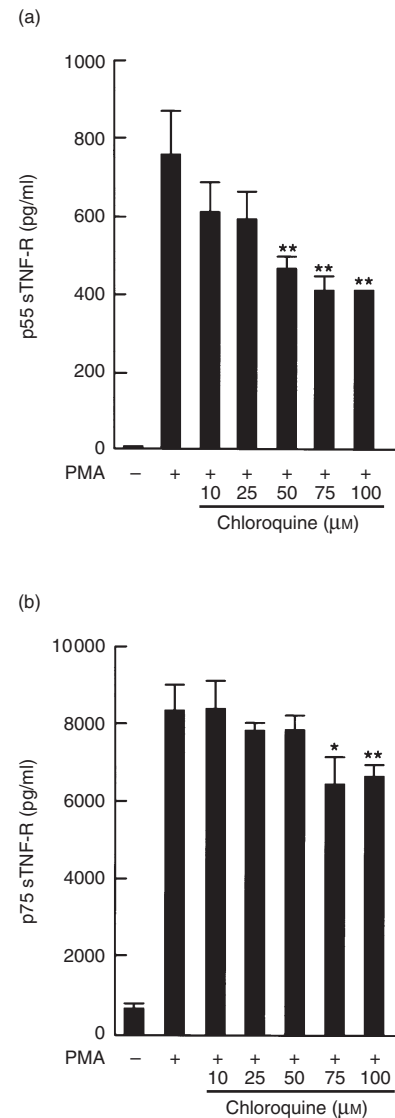 (a)
1000
800
600
400
200
0
p55 sTNF-R (pg/ml)
** ** **
PMA – + + + + + +
10 25 50 75 100
Chloroquine (μM)
(b)
10000
8000
6000
4000
2000
0
p75 sTNF-R (pg/ml)
* **
PMA – + + + + + +
10 25 50 75 100
Chloroquine (μM)